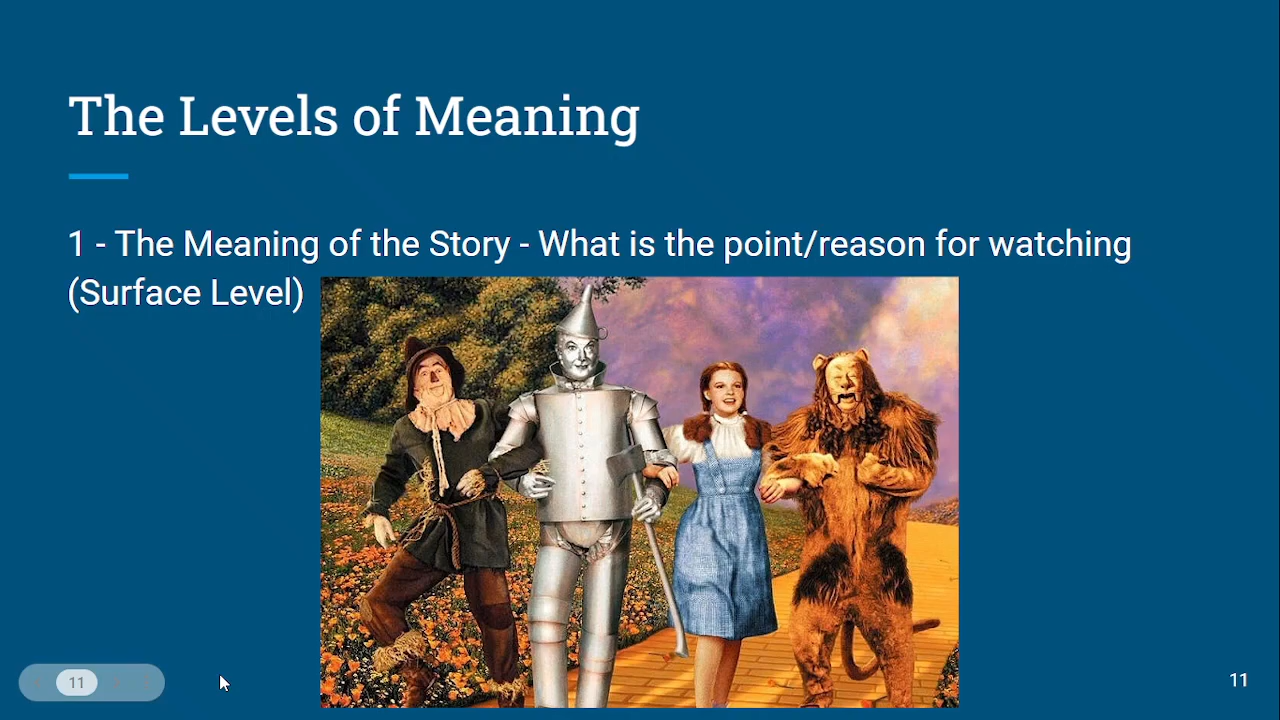 The Levels of Meaning
1 - The Meaning of the Story - What is the point/reason for watching
(Surface Level)
11
11